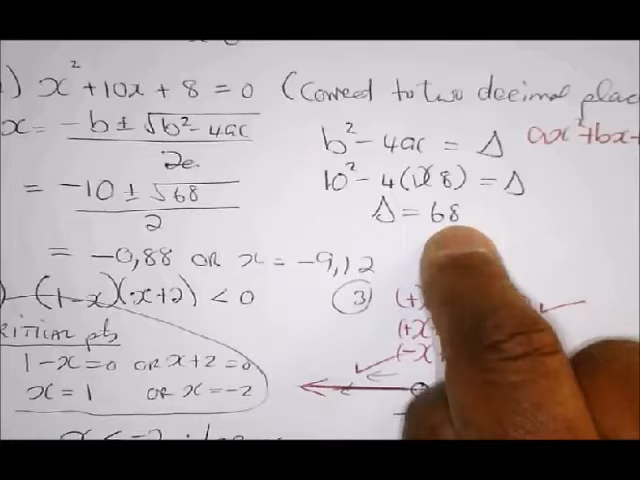 ) x² + 10x + 8 = 0 (Correct to two decimal plac
x = -b ± √b² - 4ac / 2a
b² - 4ac = Δ
ax² + bx +
= -10 ± √68 / 2
10² - 4(1)(8) = Δ
Δ = 68
= -0,88 OR x = -9,12
(1-x)(x+2) < 0
CRITICAL pts
1-x=0 OR x+2=0
x = 1 OR x = -2
③ (+)
(+x
(-x
x < -2